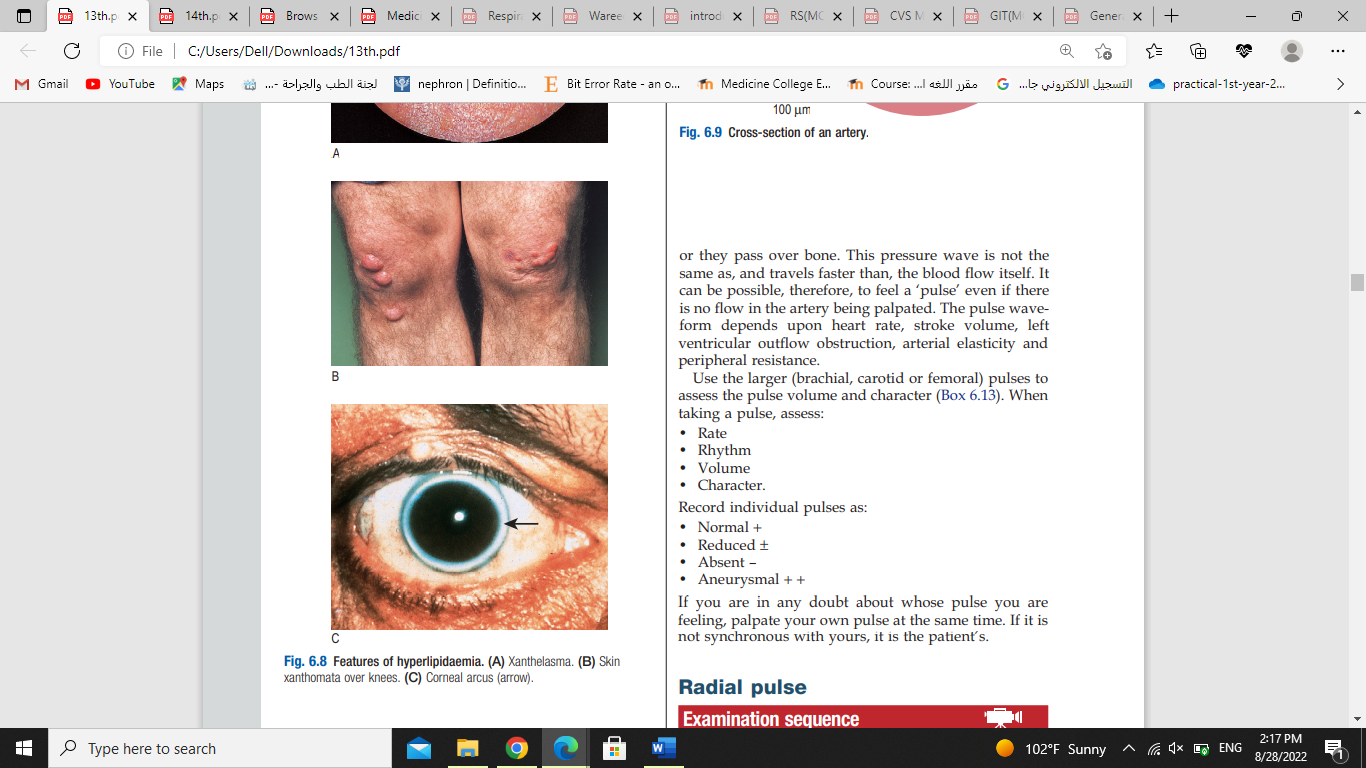 13th.p
14th.p
Brows
Medic
Respir
Waree
introd
RS(MC
CVS M
GIT(M
Gener
File
C:/Users/Dell/Downloads/13th.pdf
Gmail
YouTube
Maps
لجنة الطب والجراحة -...
nephron | Definitio...
Bit Error Rate - an o...
Medicine College E...
Course: مقرر اللغه ا...
التسجيل الالكتروني جا...
practical-1st-year-2...
A
B
C
Fig. 6.8 Features of hyperlipidaemia. (A) Xanthelasma. (B) Skin
xanthomata over knees. (C) Corneal arcus (arrow).
100 µm
Fig. 6.9 Cross-section of an artery.
or they pass over bone. This pressure wave is not the
same as, and travels faster than, the blood flow itself. It
can be possible, therefore, to feel a ‘pulse’ even if there
is no flow in the artery being palpated. The pulse wave-
form depends upon heart rate, stroke volume, left
ventricular outflow obstruction, arterial elasticity and
peripheral resistance.
Use the larger (brachial, carotid or femoral) pulses to
assess the pulse volume and character (Box 6.13). When
taking a pulse, assess:
• Rate
• Rhythm
• Volume
• Character.
Record individual pulses as:
• Normal +
• Reduced ±
• Absent –
• Aneurysmal + +
If you are in any doubt about whose pulse you are
feeling, palpate your own pulse at the same time. If it is
not synchronous with yours, it is the patient’s.
Radial pulse
Examination sequence
Type here to search
102°F Sunny
ENG
2:17 PM
8/28/2022
1